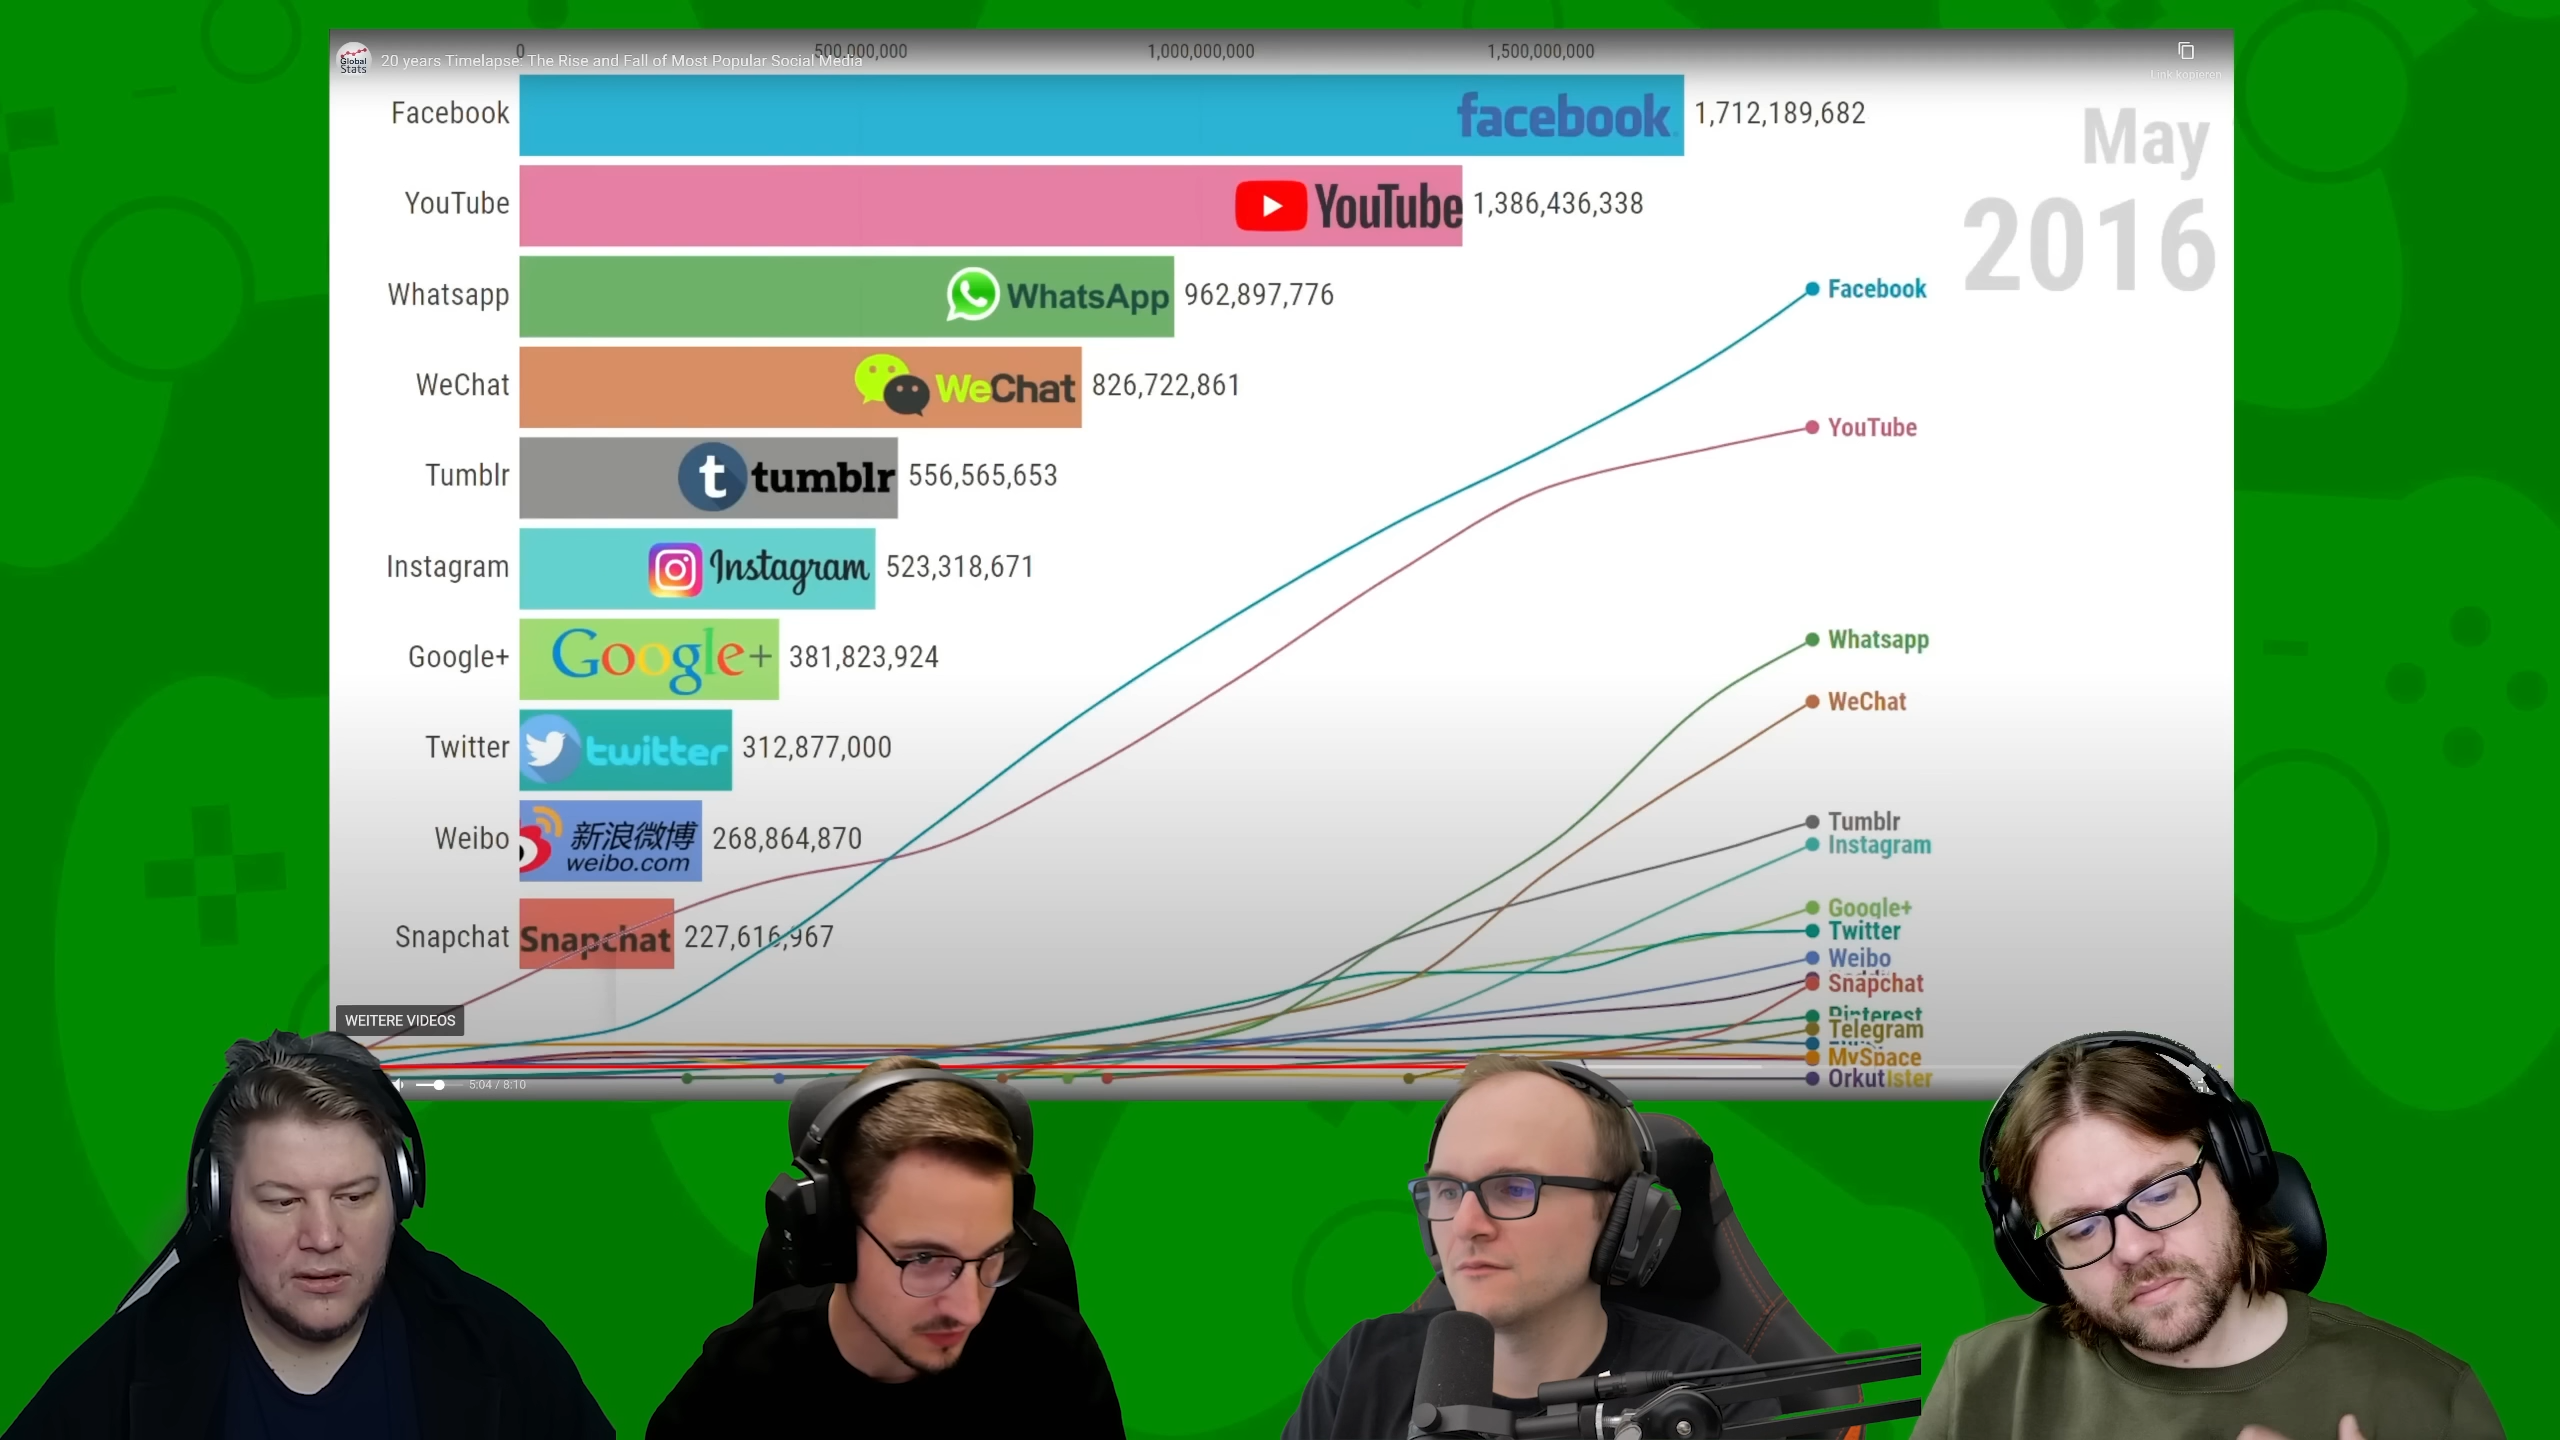 0 500,000,000 1,000,000,000 1,500,000,000
Global
Stats
20 years Timelapse: The Rise and Fall of Most Popular Social Media
Link kopieren
May
2016
Facebook facebook 1,712,189,682
YouTube YouTube 1,386,436,338
Whatsapp WhatsApp 962,897,776
WeChat WeChat 826,722,861
Tumblr t tumblr 556,565,653
Instagram Instagram 523,318,671
Google+ Google+ 381,823,924
Twitter twitter 312,877,000
Weibo 新浪微博 268,864,870
weibo.com
Snapchat Snapchat 227,616,967
Facebook
YouTube
Whatsapp
WeChat
Tumblr
Instagram
Google+
Twitter
Weibo
Snapchat
Pinterest
Telegram
MySpace
Orkut
WEITERE VIDEOS
5:04 / 8:10